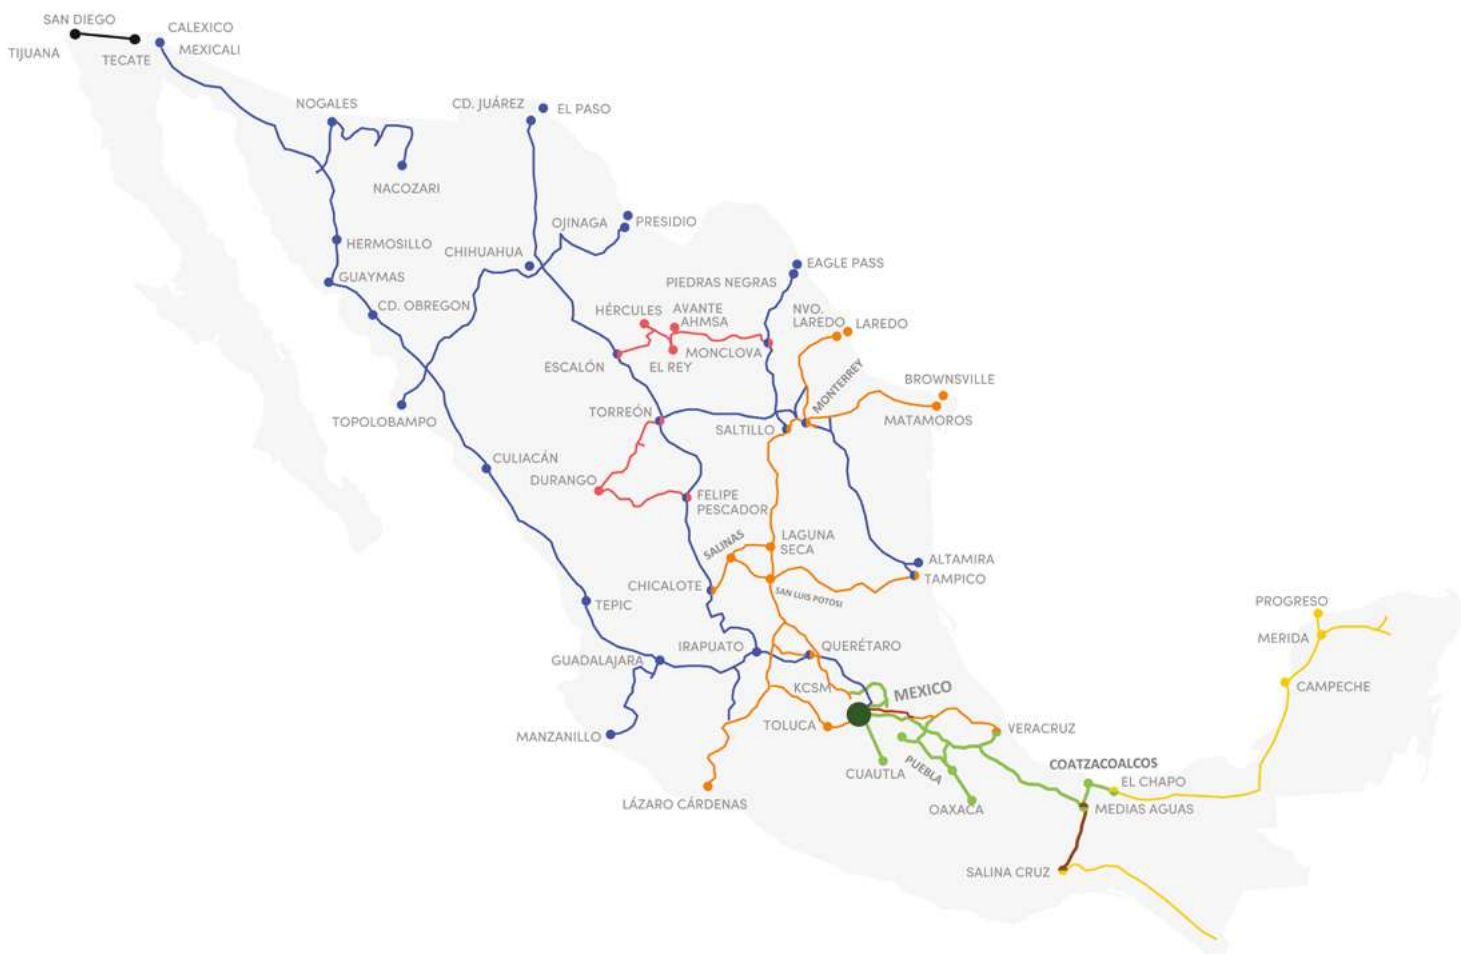 SAN DIEGO
CALEXICO
TIJUANA
TECATE
MEXICALI
NOGALES
CD. JUÁREZ
EL PASO
NACOZARI
OJINAGA
PRESIDIO
HERMOSILLO
CHIHUAHUA
EAGLE PASS
GUAYMAS
PIEDRAS NEGRAS
CD. OBREGON
HÉRCULES
AVANTE
AHMSA
NVO.
LAREDO
LAREDO
ESCALÓN
EL REY
MONCLOVA
MONTERREY
BROWNSVILLE
TOPOLOBAMPO
TORREÓN
SALTILLO
MATAMOROS
CULIACÁN
DURANGO
FELIPE
PESCADOR
SALINAS
LAGUNA
SECA
ALTAMIRA
CHICALOTE
TAMPICO
SAN LUIS POTOSI
TEPIC
PROGRESO
MERIDA
IRAPUATO
QUERÉTARO
GUADALAJARA
KCSM
MEXICO
CAMPECHE
MANZANILLO
TOLUCA
VERACRUZ
CUAUTLA
PUEBLA
COATZACOALCOS
EL CHAPO
LÁZARO CÁRDENAS
OAXACA
MEDIAS AGUAS
SALINA CRUZ